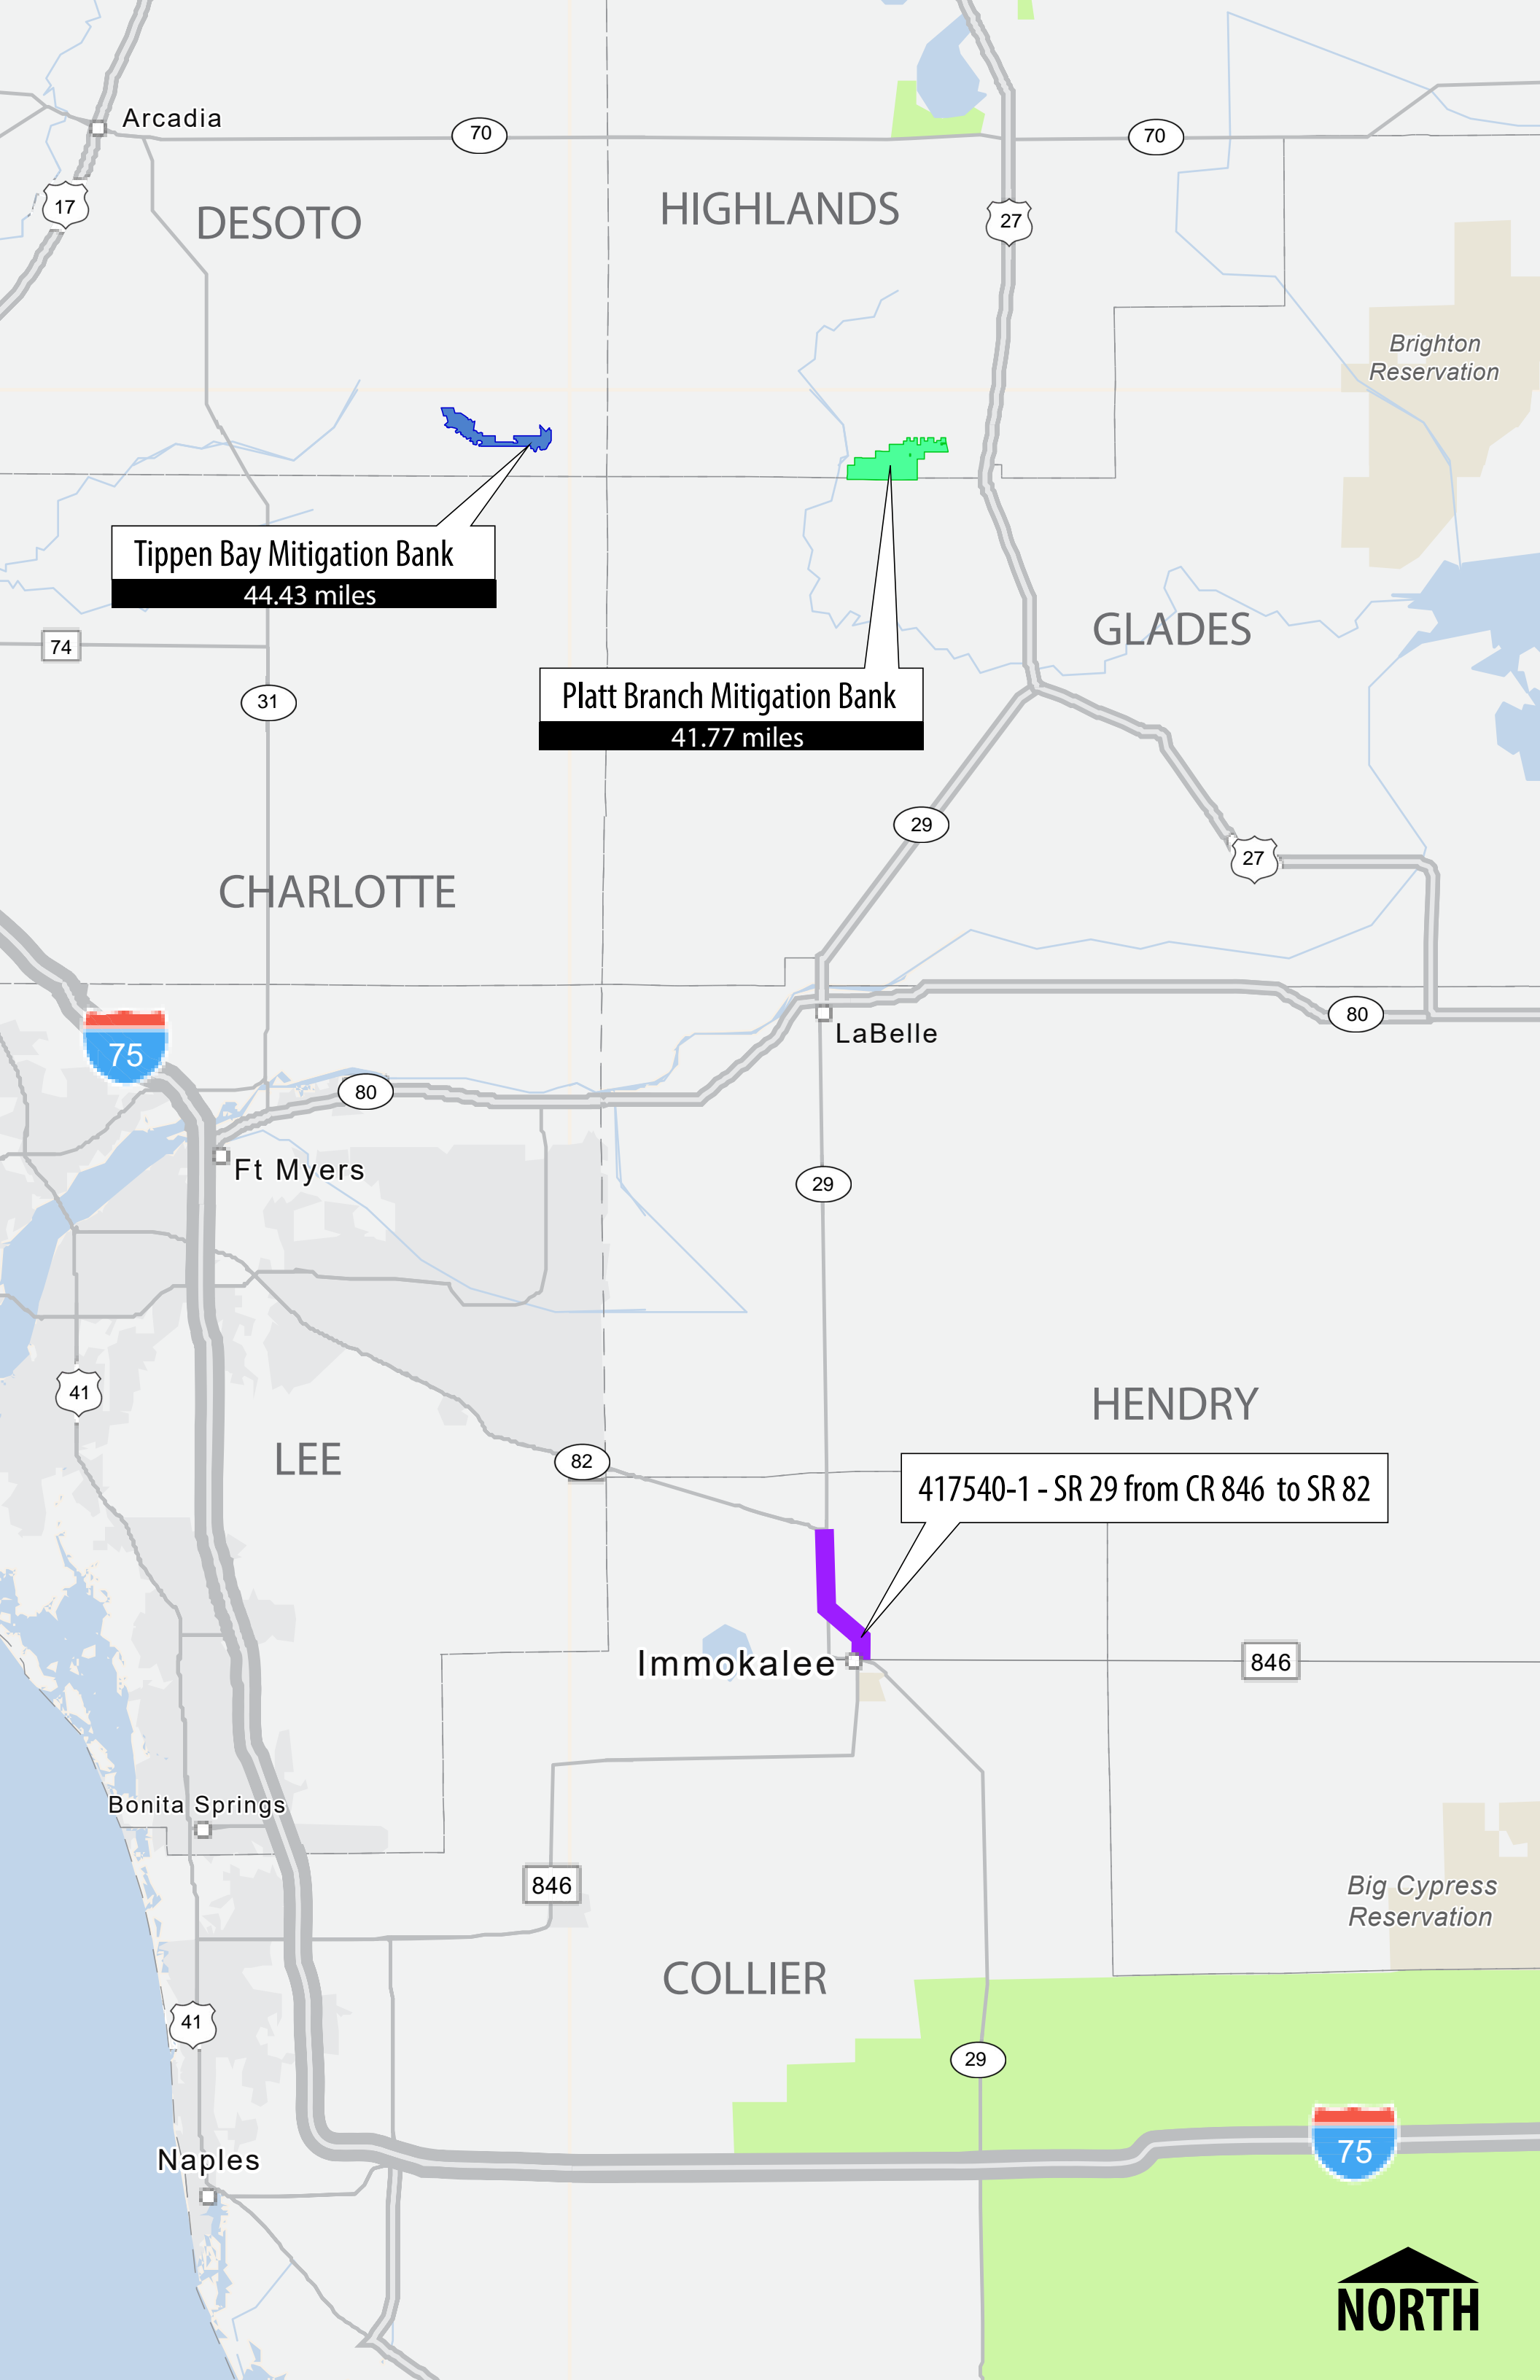 Arcadia
70
70
17
DESOTO
HIGHLANDS
27
Brighton
Reservation
Tippen Bay Mitigation Bank
44.43 miles
GLADES
74
31
Platt Branch Mitigation Bank
41.77 miles
29
27
CHARLOTTE
75
LaBelle
80
80
Ft Myers
29
41
HENDRY
LEE
82
417540-1 - SR 29 from CR 846 to SR 82
Immokalee
846
Bonita Springs
846
Big Cypress
Reservation
COLLIER
41
29
75
Naples
NORTH